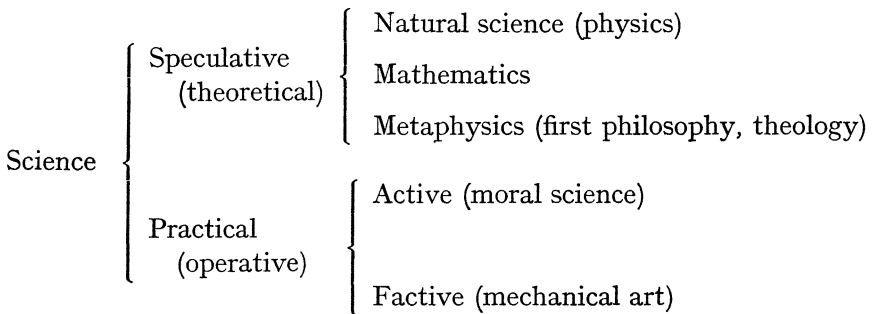 Science
Speculative
(theoretical)
Natural science (physics)
Mathematics
Metaphysics (first philosophy, theology)
Practical
(operative)
Active (moral science)
Factive (mechanical art)